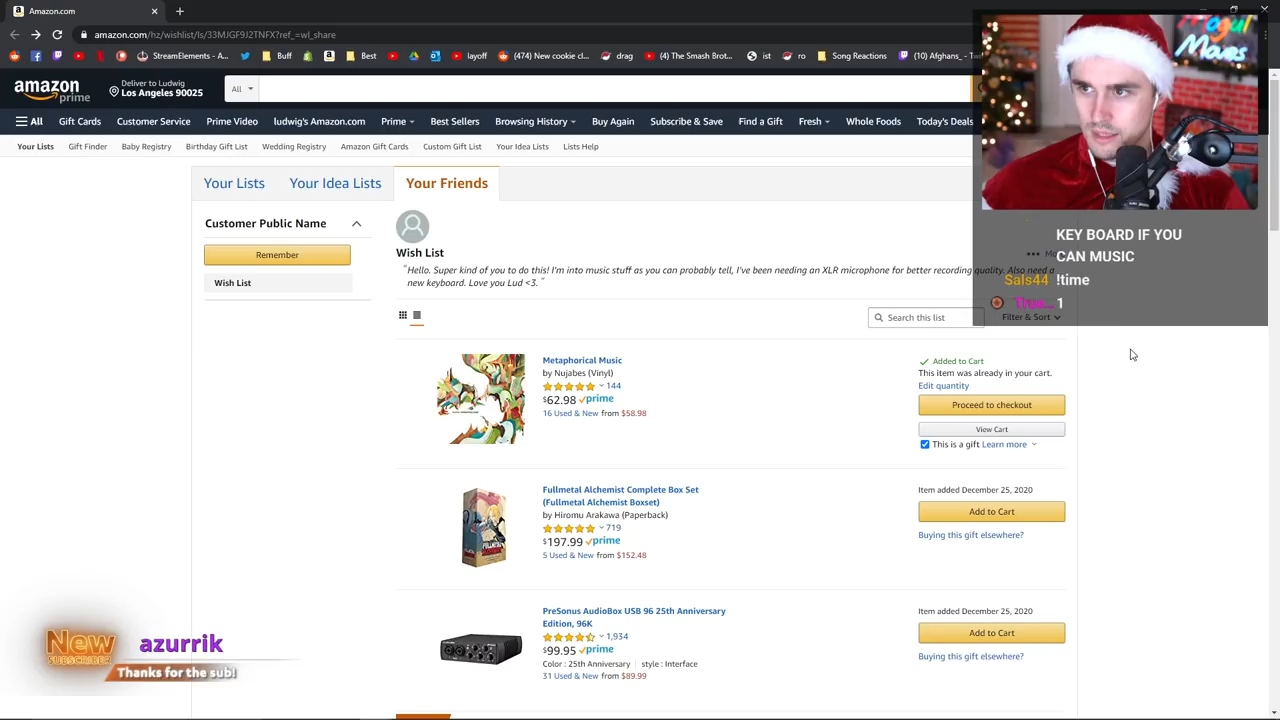 amazon.com/hz/wishlist/ls/33MJGF9J2TNFX?ref_=wl_share
StreamElements - A...
Buff
Best
layoff
(474) New cookie cl...
drag
(4) The Smash Brot...
ist
ro
Song Reactions
(10) Afghans_ - Tw
amazon
prime
Deliver to Ludwig
Los Angeles 90025
All
All
Gift Cards
Customer Service
Amazon Live
Prime Video
ludwig's Amazon.com
Prime
Best Sellers
Browsing History
Buy Again
Subscribe & Save
Find a Gift
Fresh
Whole Foods
Today's Deals
Your Lists
Gift Finder
Baby Registry
Birthday Gift List
Wedding Registry
Amazon Gift Cards
Custom Gift List
Your Idea Lists
Lists Help
Your Lists
Your Idea Lists
Your Friends
Mogul
Moves
KEY BOARD IF YOU
CAN MUSIC
Sals44 !time
1
Customer Public Name
Remember
Wish List
Wish List
"Hello. Super kind of you to do this! I'm into music stuff as you can probably tell, I've been needing an XLR microphone for better recording quality. Also need a
new keyboard. Love you Lud <3. "
Search this list
Filter & Sort
Metaphorical Music
by Nujabes (Vinyl)
144
$62.98 prime
16 Used & New from $58.98
Added to Cart
This item was already in your cart.
Edit quantity
Proceed to checkout
View Cart
This is a gift Learn more
Fullmetal Alchemist Complete Box Set
(Fullmetal Alchemist Boxset)
by Hiromu Arakawa (Paperback)
719
$197.99 prime
5 Used & New from $152.48
Item added December 25, 2020
Add to Cart
Buying this gift elsewhere?
PreSonus AudioBox USB 96 25th Anniversary
Edition, 96K
1,934
$99.95 prime
Color : 25th Anniversary | style : Interface
31 Used & New from $89.99
Item added December 25, 2020
Add to Cart
Buying this gift elsewhere?
New
SUBSCRIBER
azurrik
Thanks for the sub!